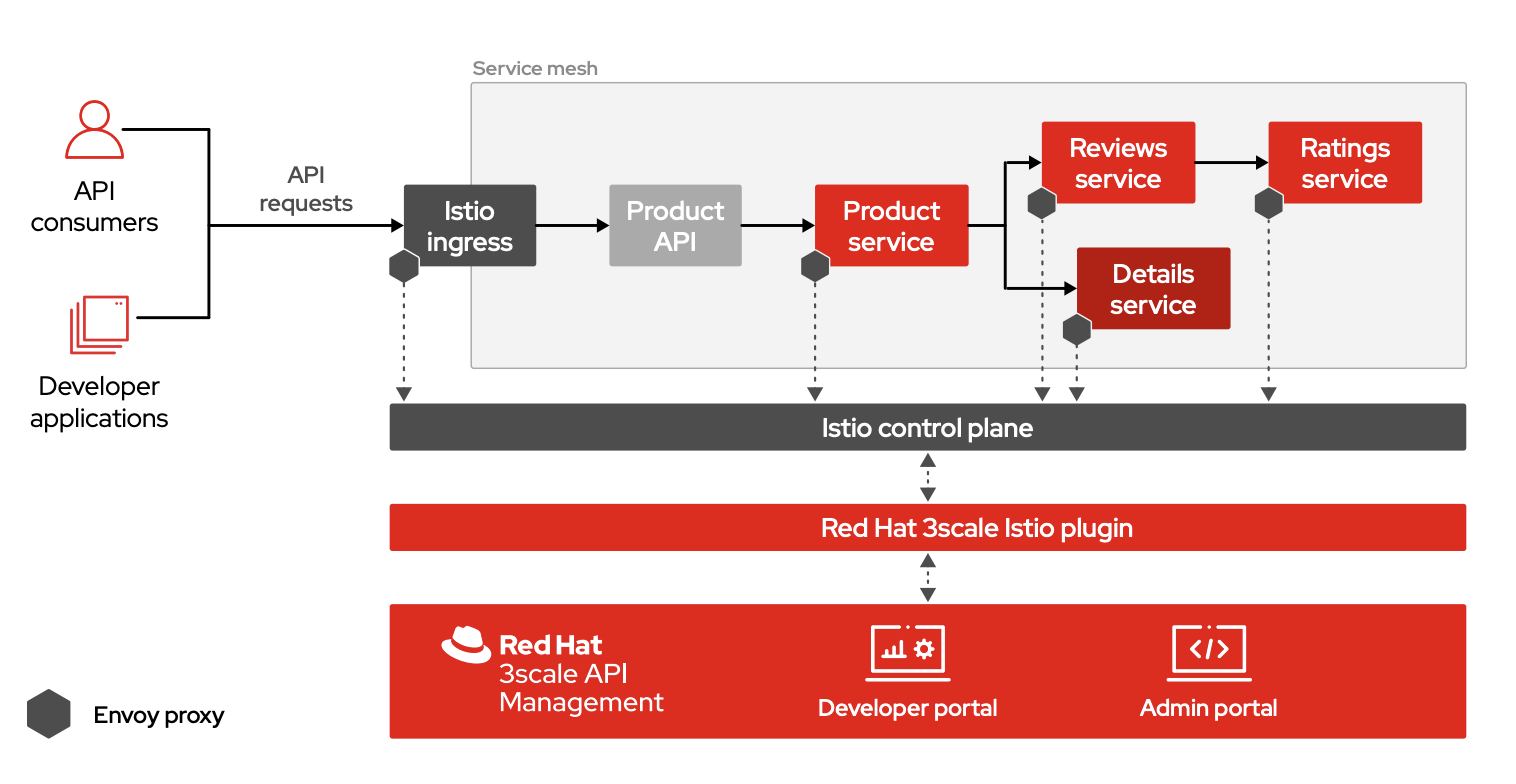 Service mesh
API
consumers
API
requests
Developer
applications
Istio
ingress
Product
API
Product
service
Reviews
service
Ratings
service
Details
service
Istio control plane
Red Hat 3scale Istio plugin
Red Hat
3scale API
Management
Developer portal
Admin portal
Envoy proxy